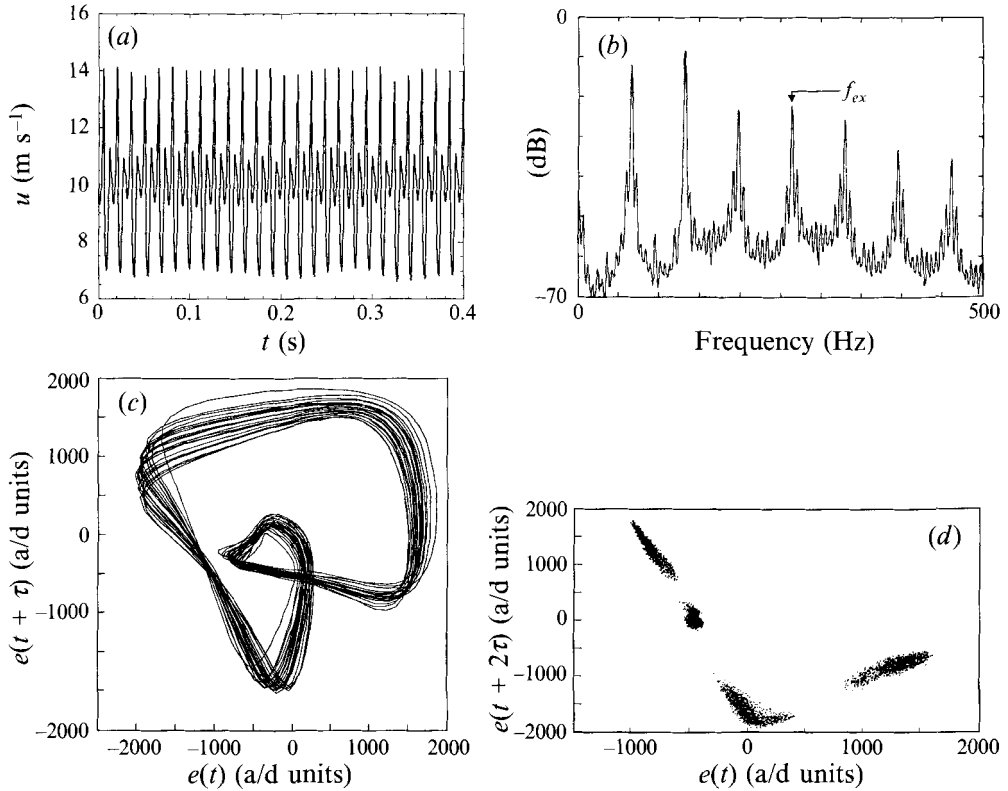 (a)
16
14
12
10
8
6
u (m s⁻¹)
0 0.1 0.2 0.3 0.4
t (s)
(b)
0
(dB)
−70
f_ex
0 500
Frequency (Hz)
(c)
2000
1000
0
−1000
−2000
e(t + τ) (a/d units)
−2000 −1000 0 1000 2000
e(t) (a/d units)
(d)
2000
1000
0
−1000
−2000
e(t + 2τ) (a/d units)
−1000 0 1000 2000
e(t) (a/d units)